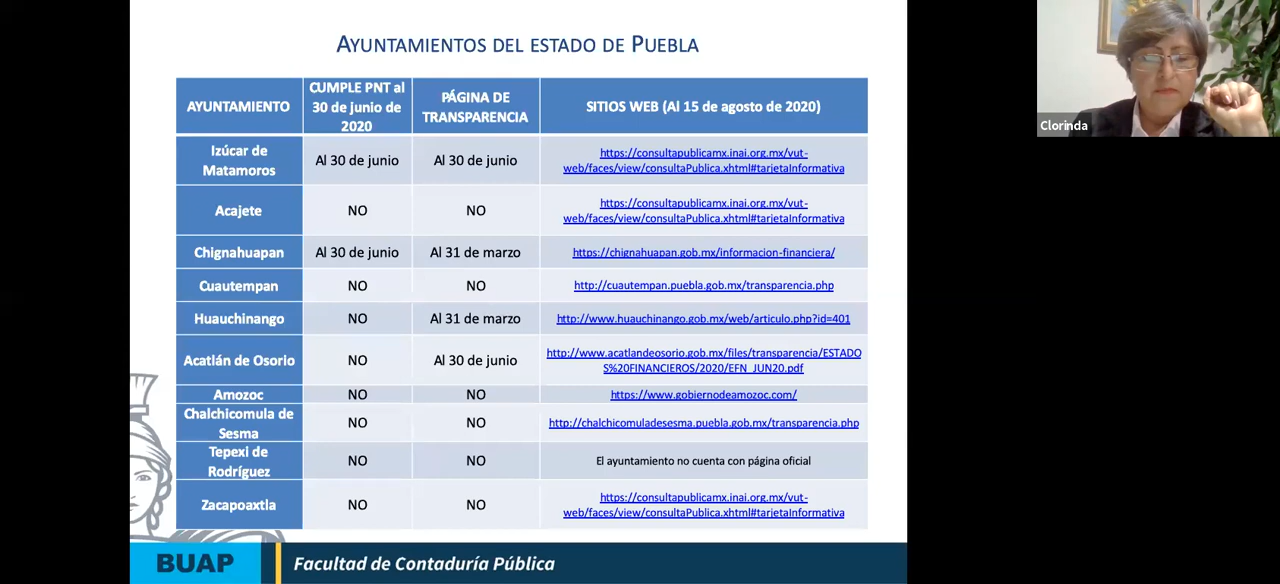 AYUNTAMIENTOS DEL ESTADO DE PUEBLA
AYUNTAMIENTO
CUMPLE PNT al
30 de junio de
2020
PÁGINA DE
TRANSPARENCIA
SITIOS WEB (Al 15 de agosto de 2020)
Izúcar de
Matamoros
Al 30 de junio
Al 30 de junio
https://consultapublicamx.inai.org.mx/vut-
web/faces/view/consultaPublica.xhtml#tarjetaInformativa
Acajete
NO
NO
https://consultapublicamx.inai.org.mx/vut-
web/faces/view/consultaPublica.xhtml#tarjetaInformativa
Chignahuapan
Al 30 de junio
Al 31 de marzo
https://chignahuapan.gob.mx/informacion-financiera/
Cuautempan
NO
NO
http://cuautempan.puebla.gob.mx/transparencia.php
Huauchinango
NO
Al 31 de marzo
http://www.huauchinango.gob.mx/web/articulo.php?id=401
Acatlán de Osorio
NO
Al 30 de junio
http://www.acatlandeosorio.gob.mx/files/transparencia/ESTADO
S%20FINANCIEROS/2020/EFN_JUN20.pdf
Amozoc
NO
NO
https://www.gobiernodeamozoc.com/
Chalchicomula de
Sesma
NO
NO
http://chalchicomuladesesma.puebla.gob.mx/transparencia.php
Tepexi de
Rodríguez
NO
NO
El ayuntamiento no cuenta con página oficial
Zacapoaxtla
NO
NO
https://consultapublicamx.inai.org.mx/vut-
web/faces/view/consultaPublica.xhtml#tarjetaInformativa
BUAP
Facultad de Contaduría Pública
Clorinda